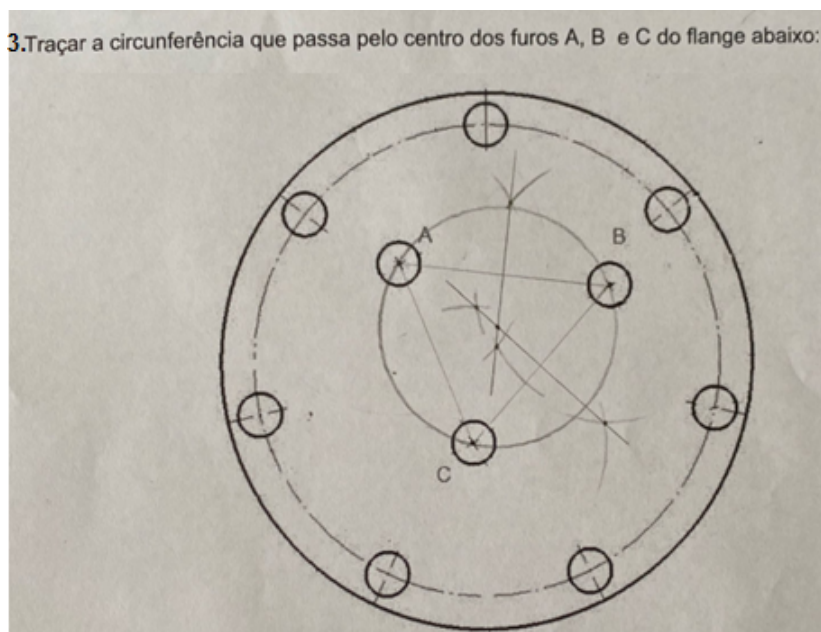 3.Traçar a circunferência que passa pelo centro dos furos A, B e C do flange abaixo:
A
B
C